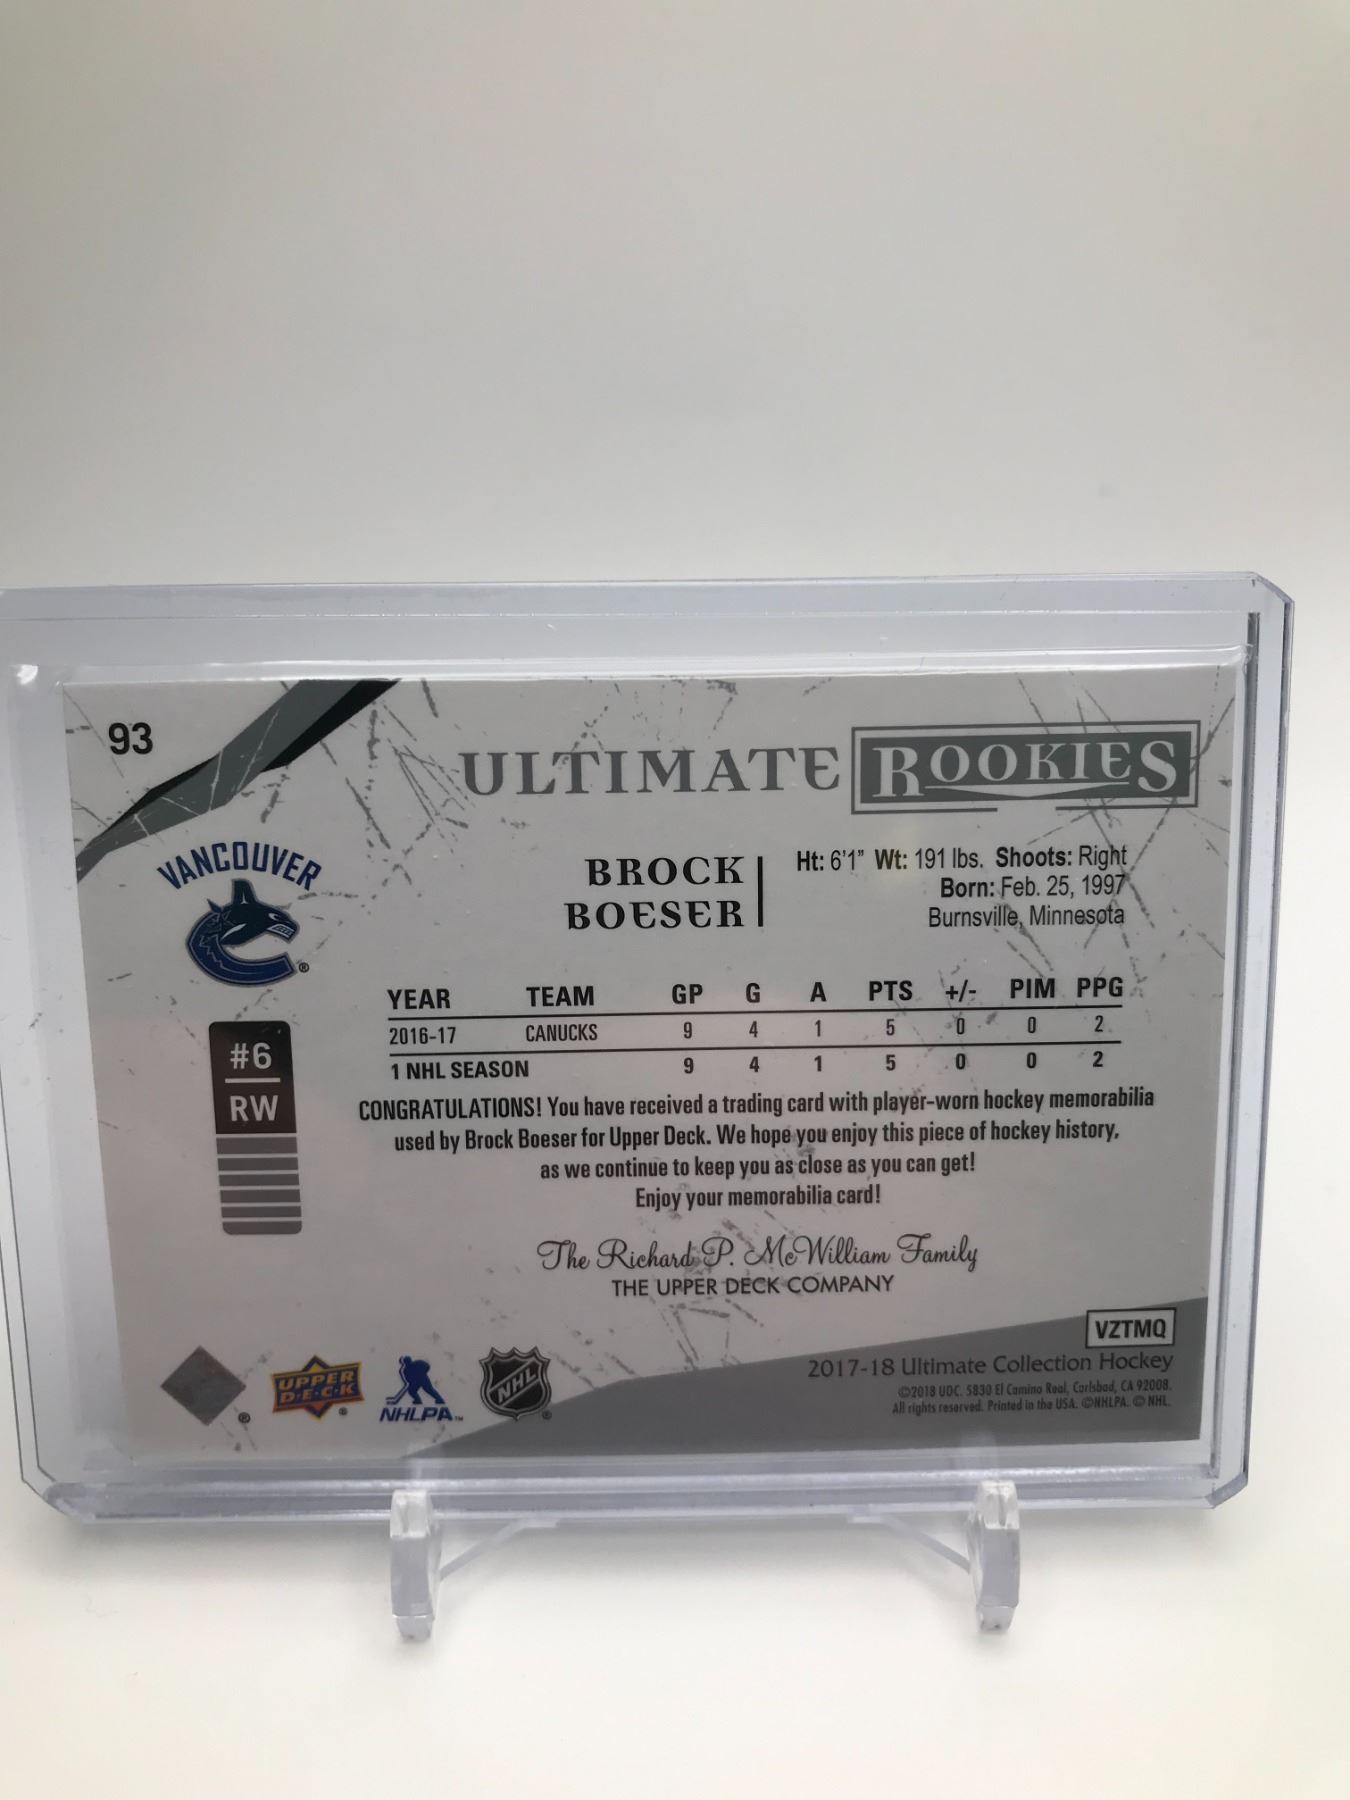 93
ULTIMATE ROOKIES
VANCOUVER
®
BROCK
BOESER
Ht: 6'1" Wt: 191 lbs. Shoots: Right
Born: Feb. 25, 1997
Burnsville, Minnesota
#6
RW
YEAR TEAM GP G A PTS +/- PIM PPG
2016-17 CANUCKS 9 4 1 5 0 0 2
1 NHL SEASON 9 4 1 5 0 0 2
CONGRATULATIONS! You have received a trading card with player-worn hockey memorabilia
used by Brock Boeser for Upper Deck. We hope you enjoy this piece of hockey history,
as we continue to keep you as close as you can get!
Enjoy your memorabilia card!
The Richard P. McWilliam Family
THE UPPER DECK COMPANY
VZTMQ
2017-18 Ultimate Collection Hockey
©2018 UDC. 5830 El Camino Real, Carlsbad, CA 92008.
All rights reserved. Printed in the USA. ©NHLPA. © NHL.
®
UPPER
D·E·C·K
®
NHLPA™
NHL
®